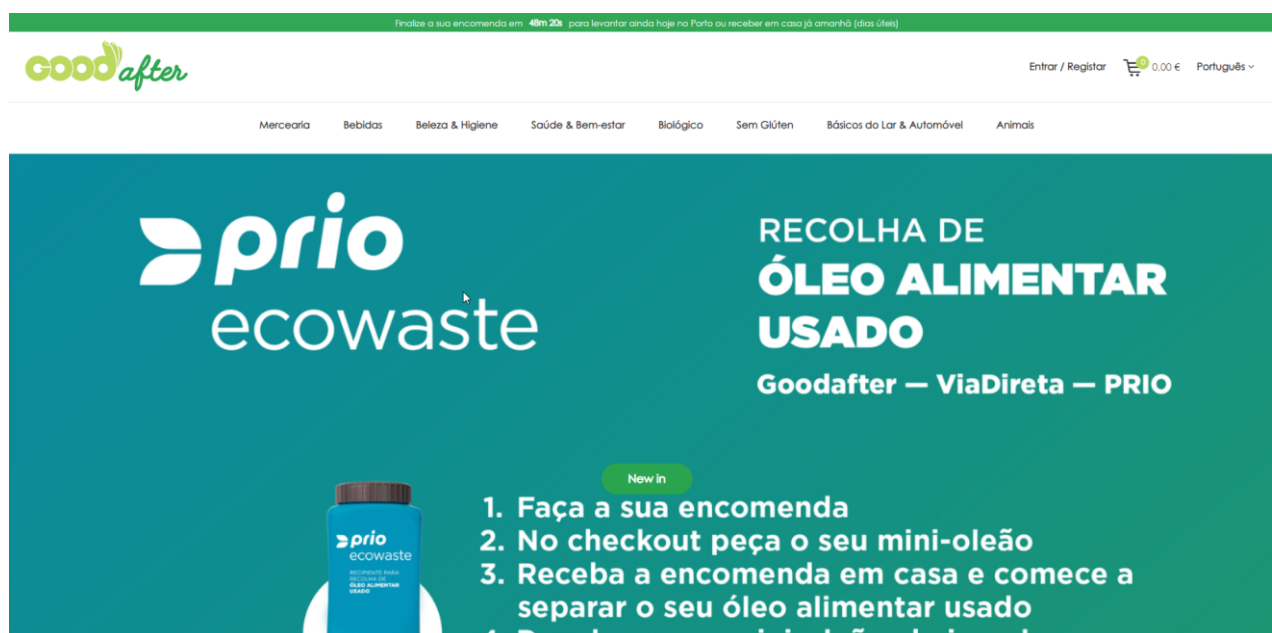 Finalize a sua encomenda em 48m 20s para levantar ainda hoje no Porto ou receber em casa já amanhã (dias úteis)
GOOD after
Entrar / Registar
0
0,00 €
Português
Mercearia
Bebidas
Beleza & Higiene
Saúde & Bem-estar
Biológico
Sem Glúten
Básicos do Lar & Automóvel
Animais
prio
ecowaste
RECOLHA DE
ÓLEO ALIMENTAR
USADO
Goodafter — ViaDireta — PRIO
New in
1. Faça a sua encomenda
2. No checkout peça o seu mini-oleão
3. Receba a encomenda em casa e comece a
separar o seu óleo alimentar usado
prio
ecowaste
RECIPIENTE PARA
RECOLHA DE
ÓLEO ALIMENTAR
USADO